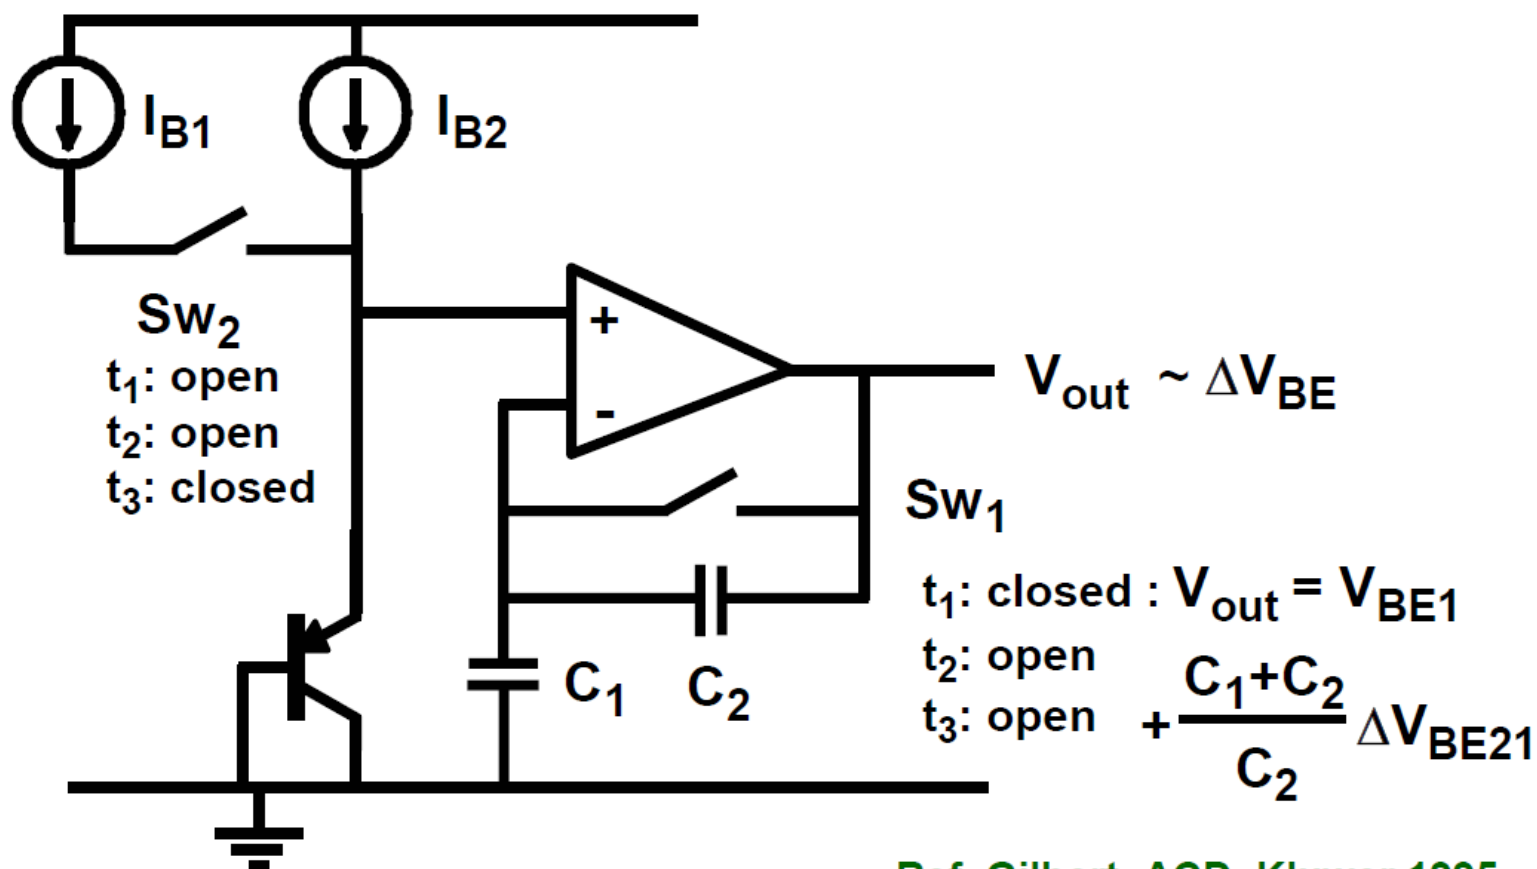 I_B1
I_B2
Sw_2
t_1: open
t_2: open
t_3: closed
+
-
V_out ~ ΔV_BE
Sw_1
t_1: closed : V_out = V_BE1
t_2: open
t_3: open + (C_1+C_2)/C_2 ΔV_BE21
C_1
C_2